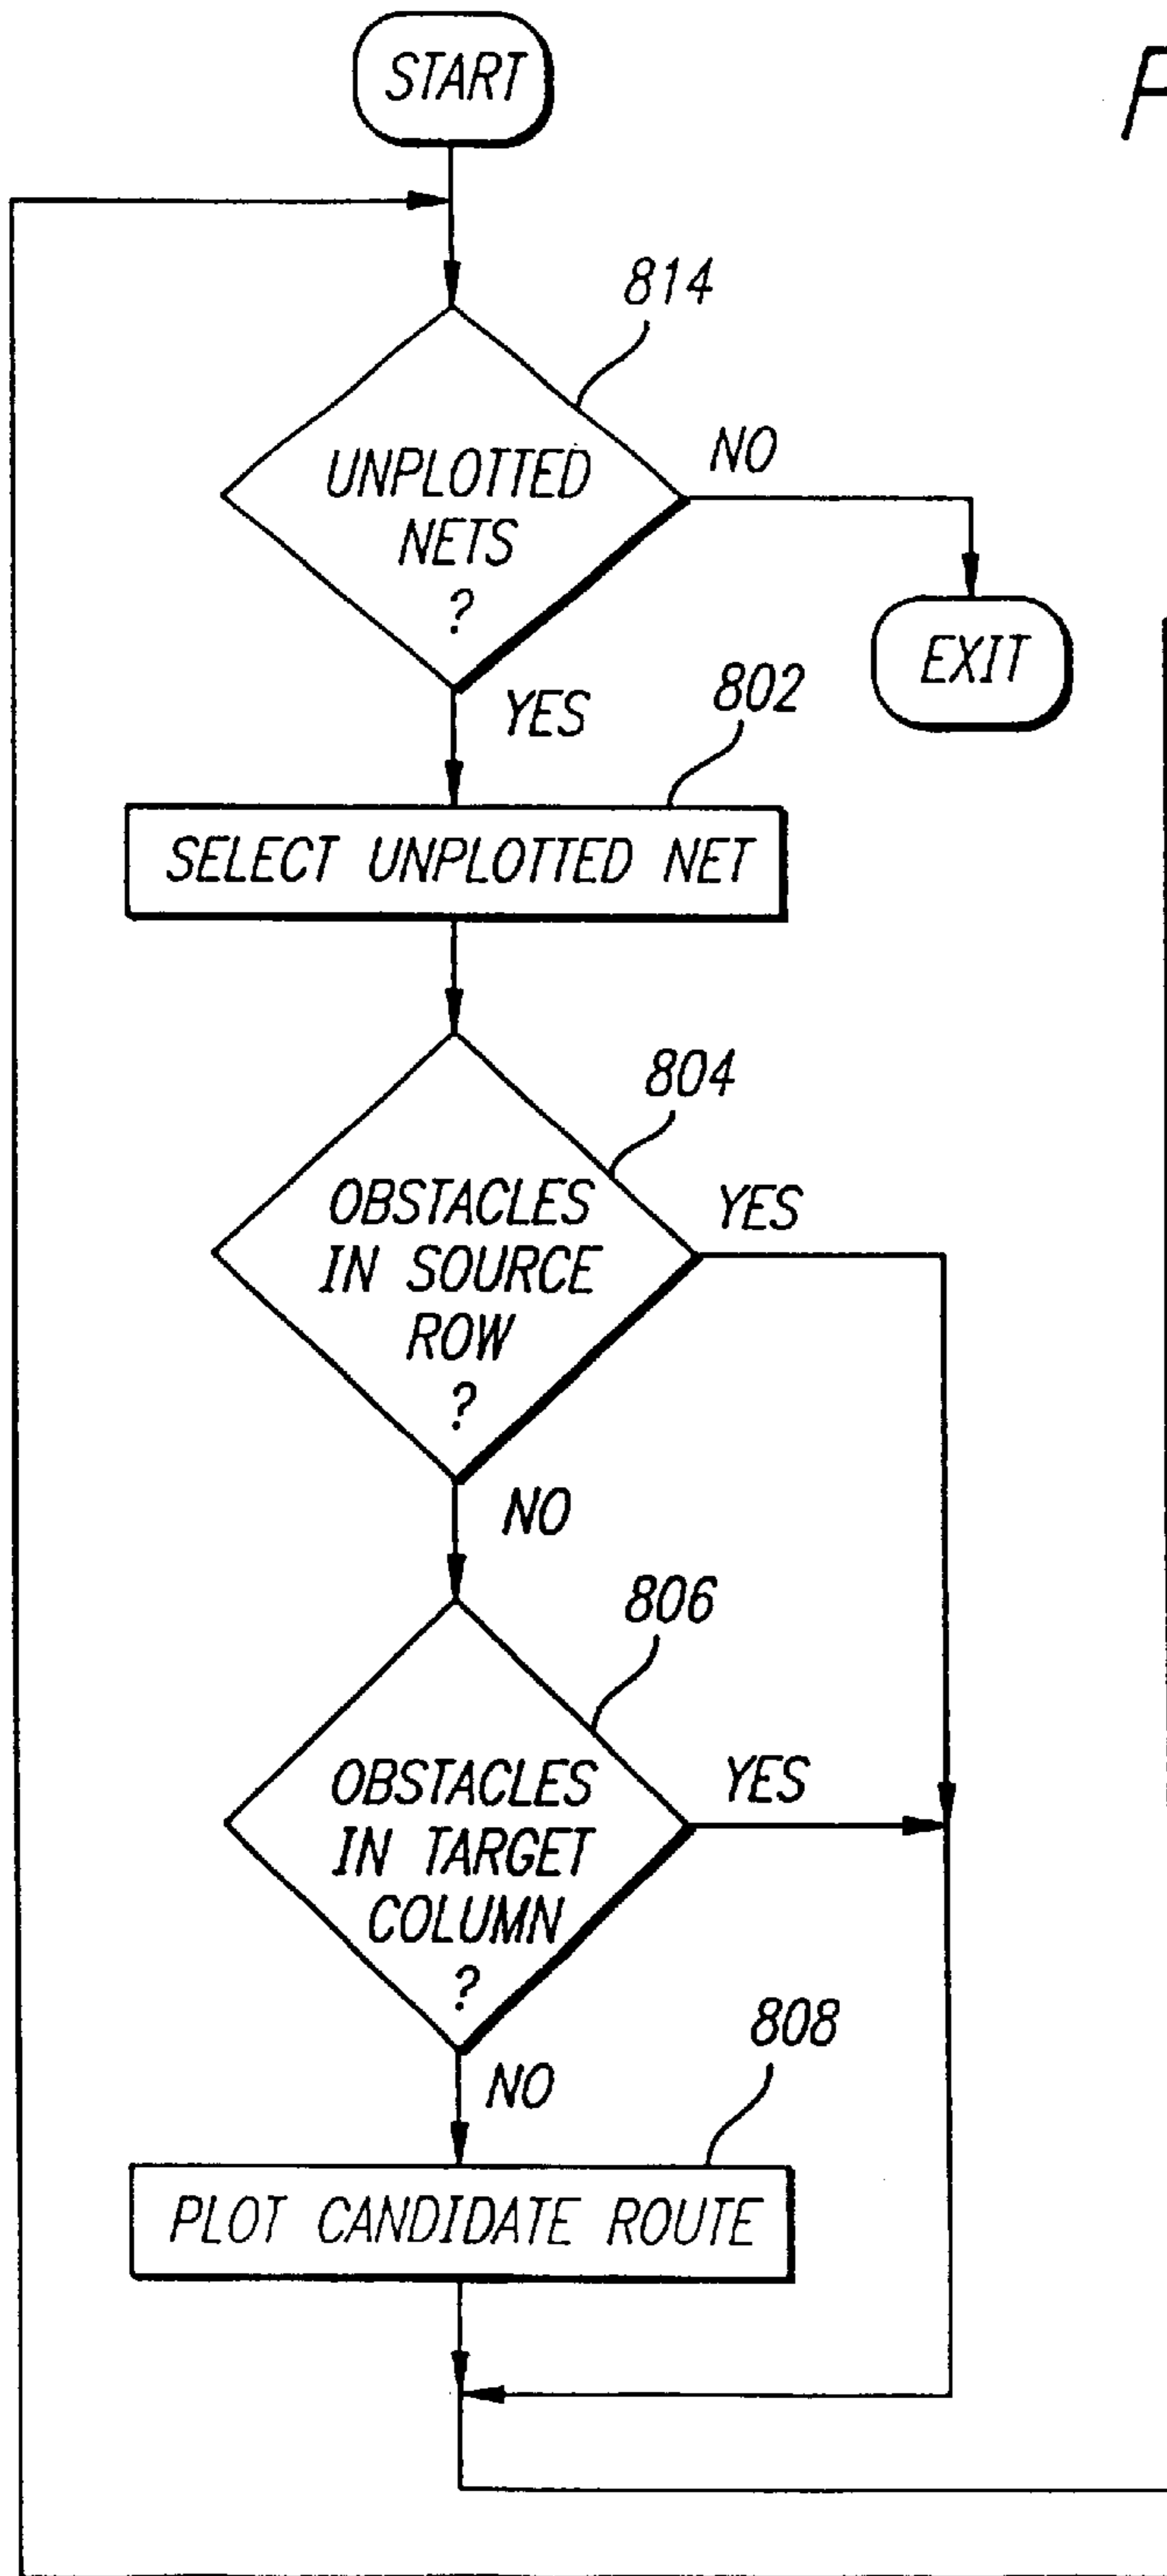 START
814
UNPLOTTED
NETS
?
NO
EXIT
YES
802
SELECT UNPLOTTED NET
804
OBSTACLES
IN SOURCE
ROW
?
YES
NO
806
OBSTACLES
IN TARGET
COLUMN
?
YES
NO
808
PLOT CANDIDATE ROUTE